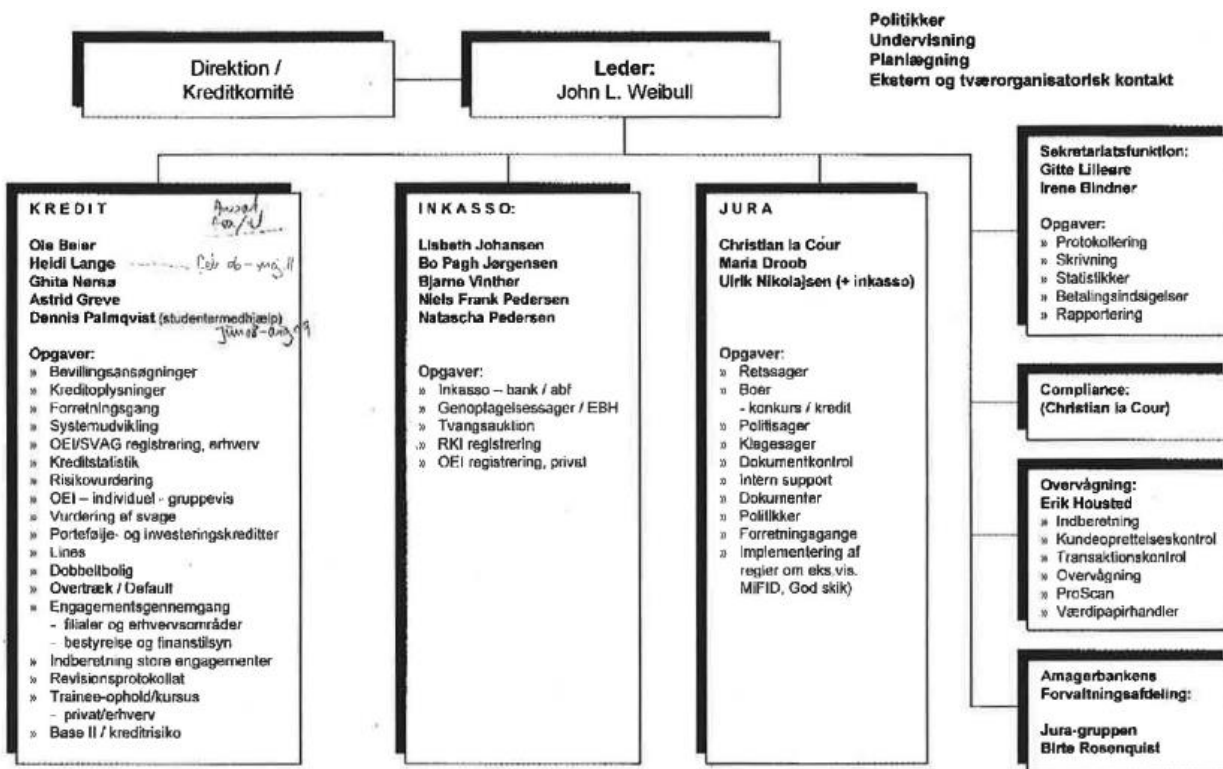 Politikker
Undervisning
Planlægning
Ekstern og tværorganisatorisk kontakt
Direktion /
Kreditkomité
Leder:
John L. Weibull
KREDIT
Ansat
Ole Beier
Heidi Lange
Feb 06 - maj 11
Ghita Nørsø
Astrid Greve
Dennis Palmqvist (studentermedhjælp)
Opgaver:
» Bevillingsansøgninger
» Kreditoplysninger
» Forretningsgang
» Systemudvikling
» OEI/SVAG registrering, erhverv
» Kreditstatistik
» Risikovurdering
» OEI – individuel - gruppevis
» Vurdering af svage
» Portefølje- og investeringskreditter
» Lines
» Dobbeltbolig
» Overtræk / Default
» Engagementsgennemgang
- filialer og erhvervsområder
- bestyrelse og finanstilsyn
» Indberetning store engagementer
» Revisionsprotokollat
» Trainee-ophold/kursus
- privat/erhverv
» Base II / kreditrisiko
INKASSO:
Lisbeth Johansen
Bo Pagh Jørgensen
Bjarne Vinther
Niels Frank Pedersen
Natascha Pedersen
Opgaver:
» Inkasso – bank / abf
» Genoptagelsessager / EBH
» Tvangsauktion
» RKI registrering
» OEI registrering, privat
JURA
Christian la Cour
Maria Droob
Ulrik Nikolajsen (+ inkasso)
Opgaver:
» Retssager
» Boer
- konkurs / kredit
» Politisager
» Klagesager
» Dokumentkontrol
» Intern support
» Dokumenter
» Politikker
» Forretningsgange
» Implementering af
regler om eks.vis.
MiFID, God skik)
Sekretariatsfunktion:
Gitte Lilleøre
Irene Bindner
Opgaver:
» Protokollering
» Skrivning
» Statistikker
» Betalingsindsigelser
» Rapportering
Compliance:
(Christian la Cour)
Overvågning:
Erik Housted
» Indberetning
» Kundeoprettelseskontrol
» Transaktionskontrol
» Overvågning
» ProScan
» Værdipapirhandler
Amagerbankens
Forvaltningsafdeling:
Jura-gruppen
Birte Rosenquist